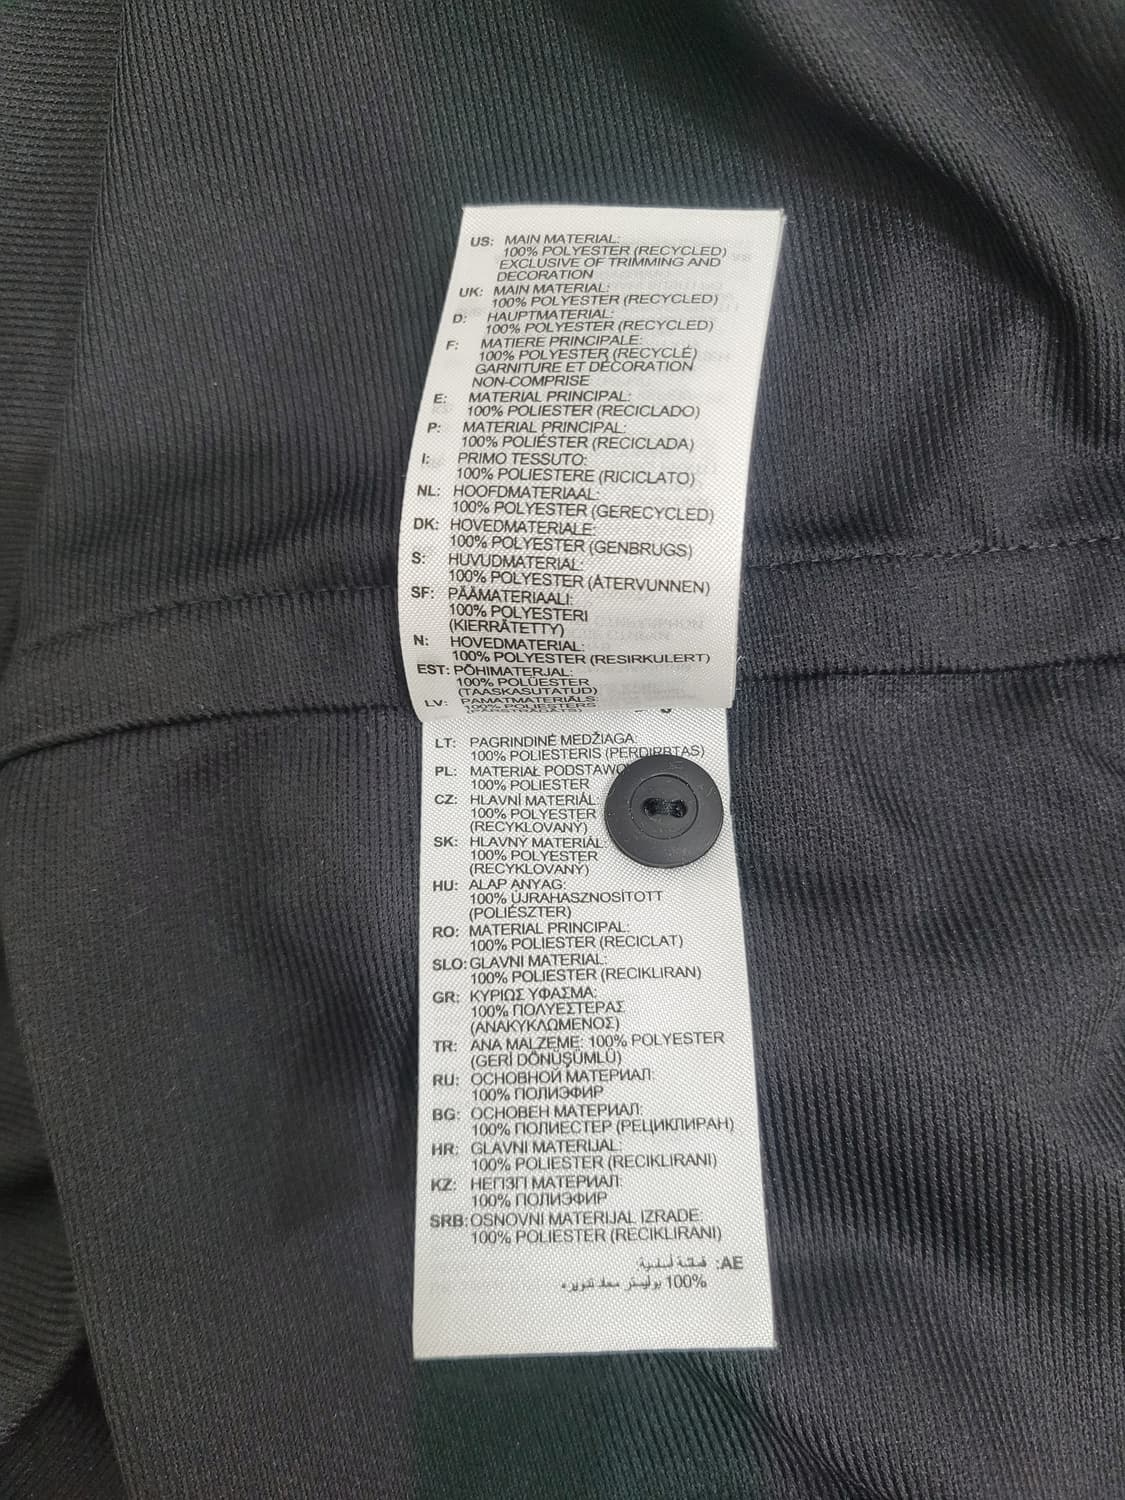 US: MAIN MATERIAL:
100% POLYESTER (RECYCLED)
EXCLUSIVE OF TRIMMING AND
DECORATION
UK: MAIN MATERIAL:
100% POLYESTER (RECYCLED)
D: HAUPTMATERIAL:
100% POLYESTER (RECYCLED)
F: MATIERE PRINCIPALE:
100% POLYESTER (RECYCLÉ)
GARNITURE ET DÉCORATION
NON-COMPRISE
E: MATERIAL PRINCIPAL:
100% POLIESTER (RECICLADO)
P: MATERIAL PRINCIPAL:
100% POLIÉSTER (RECICLADA)
I: PRIMO TESSUTO:
100% POLIESTERE (RICICLATO)
NL: HOOFDMATERIAAL:
100% POLYESTER (GERECYCLED)
DK: HOVEDMATERIALE:
100% POLYESTER (GENBRUGS)
S: HUVUDMATERIAL:
100% POLYESTER (ÅTERVUNNEN)
SF: PÄÄMATERIAALI:
100% POLYESTERI
(KIERRÄTETTY)
N: HOVEDMATERIAL:
100% POLYESTER (RESIRKULERT)
EST: PÕHIMATERJAL:
100% POLÜESTER
(TAASKASUTATUD)
LV: PAMATMATERIĀLS:
100% POLIESTERS
(PĀRSTRĀDĀTS)
LT: PAGRINDINĖ MEDŽIAGA:
100% POLIESTERIS (PERDIRBTAS)
PL: MATERIAŁ
100% POLIESTER
CZ: HLAVNÍ MATERIÁL:
100% POLYESTER
(RECYKLOVANÝ)
SK: HLAVNÝ MATERIÁL:
100% POLYESTER
(RECYKLOVANÝ)
HU: ALAP ANYAG:
100% ÚJRAHASZNOSÍTOTT
(POLIÉSZTER)
RO: MATERIAL PRINCIPAL:
100% POLIESTER (RECICLAT)
SLO: GLAVNI MATERIAL:
100% POLIESTER (RECIKLIRAN)
GR: ΚΥΡΙΩΣ ΥΦΑΣΜΑ:
100% ΠΟΛΥΕΣΤΕΡΑΣ
(ΑΝΑΚΥΚΛΩΜΕΝΟΣ)
TR: ANA MALZEME: 100% POLYESTER
(GERİ DÖNÜŞÜMLÜ)
RU: ОСНОВНОЙ МАТЕРИАЛ:
100% ПОЛИЭФИР
BG: ОСНОВЕН МАТЕРИАЛ:
100% ПОЛИЕСТЕР (РЕЦИКЛИРАН)
HR: GLAVNI MATERIJAL:
100% POLIESTER (RECIKLIRANI)
KZ: НЕГІЗГІ МАТЕРИАЛ:
100% ПОЛИЭФИР
SRB: OSNOVNI MATERIJAL IZRADE:
100% POLIESTER (RECIKLIRANI)
AE:
100% بوليستر معاد تدويره